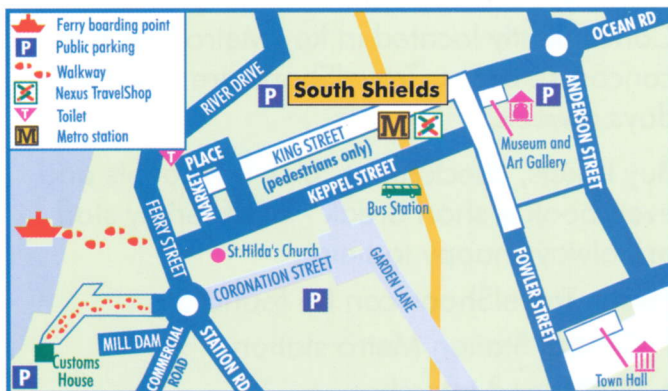 Ferry boarding point
P
Public parking
Walkway
Nexus TravelShop
T
Toilet
M
Metro station
OCEAN RD
RIVER DRIVE
P
South Shields
P
ANDERSON STREET
M
Museum and
Art Gallery
MARKET
PLACE
KING STREET
(pedestrians only)
KEPPEL STREET
T
Bus Station
FERRY STREET
St.Hilda's Church
CORONATION STREET
GARDEN LANE
FOWLER STREET
P
MILL DAM
COMMERCIAL
ROAD
STATION RD
Customs
House
P
Town Hall